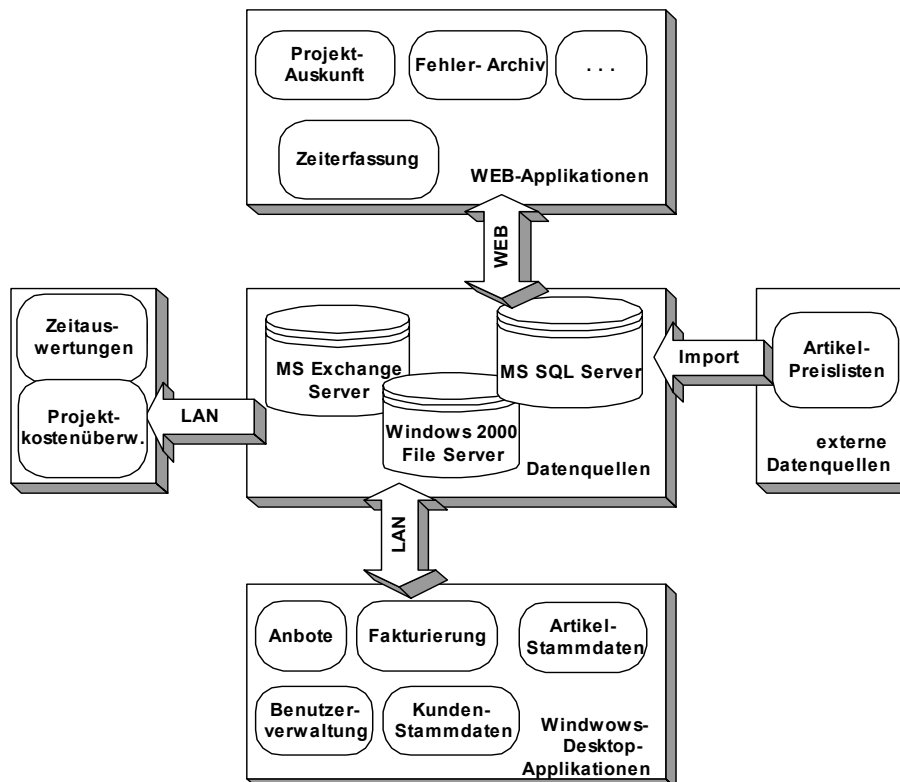 Projekt-
Auskunft
Fehler- Archiv
. . .
Zeiterfassung
WEB-Applikationen
WEB
Zeitaus-
wertungen
Projekt-
kostenüberw.
LAN
MS Exchange
Server
MS SQL Server
Windows 2000
File Server
Datenquellen
Import
Artikel-
Preislisten
externe
Datenquellen
LAN
Anbote
Fakturierung
Artikel-
Stammdaten
Benutzer-
verwaltung
Kunden-
Stammdaten
Windwows-
Desktop-
Applikationen